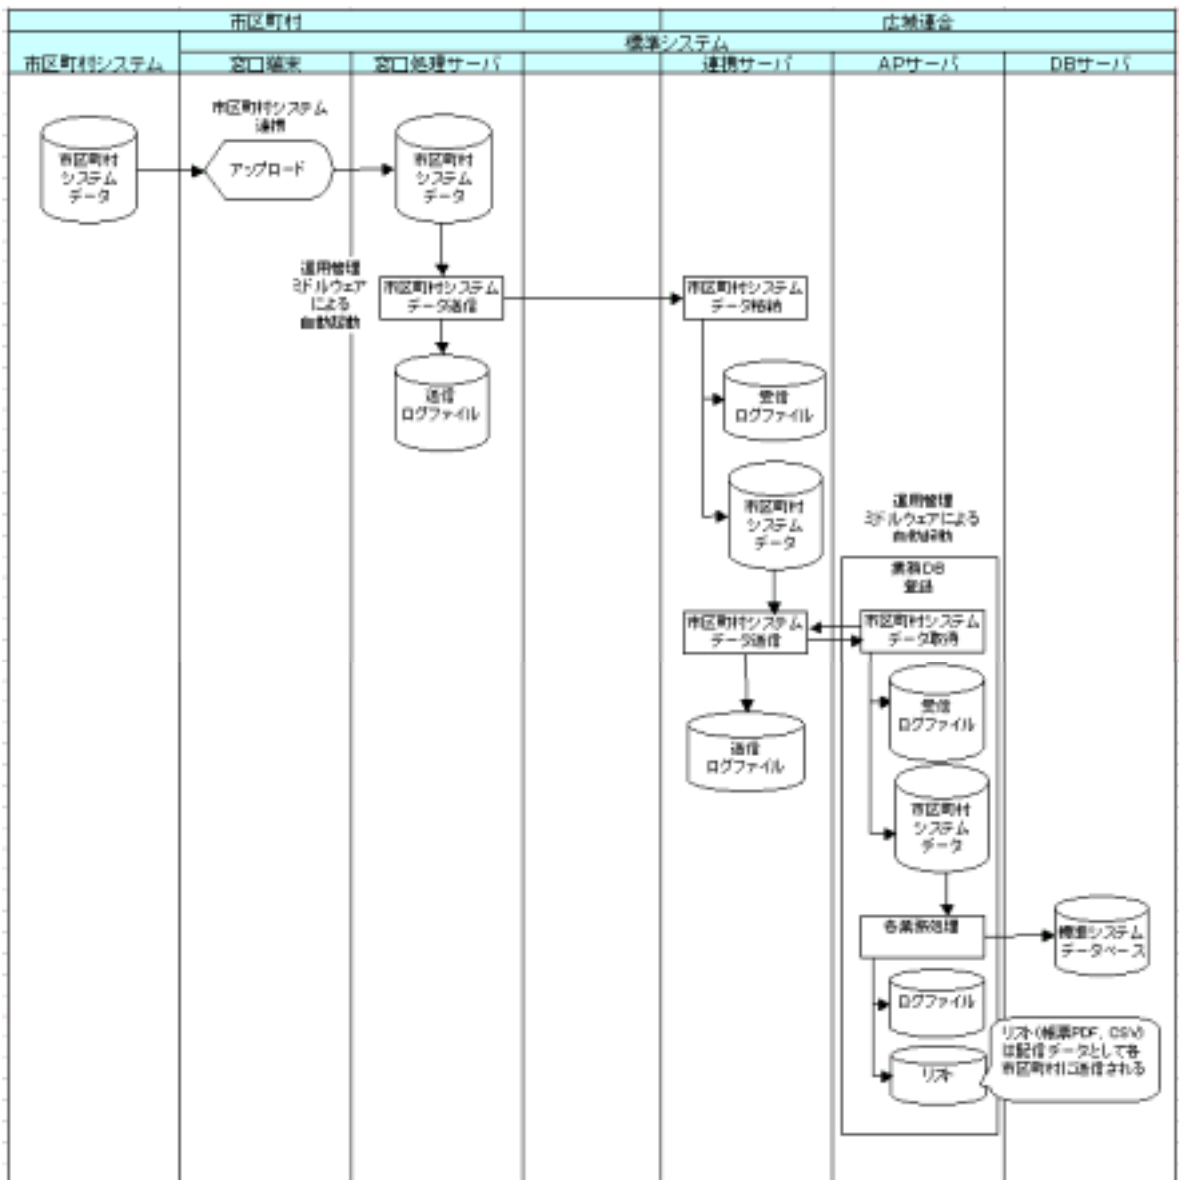 市区町村
広域連合
標準システム
市区町村システム
窓口端末
窓口処理サーバ
連携サーバ
APサーバ
DBサーバ
市区町村システム
連携
市区町村
システム
データ
アップロード
市区町村
システム
データ
運用管理
ミドルウェア
による
自動起動
市区町村システム
データ送信
市区町村システム
データ格納
送信
ログファイル
受信
ログファイル
市区町村
システム
データ
運用管理
ミドルウェアによる
自動起動
業務DB
登録
市区町村システム
データ送信
市区町村システム
データ取得
受信
ログファイル
送信
ログファイル
市区町村
システム
データ
各業務処理
標準システム
データベース
ログファイル
リスト
リスト(帳票PDF、CSV)
は配信データとして各
市区町村に送信される